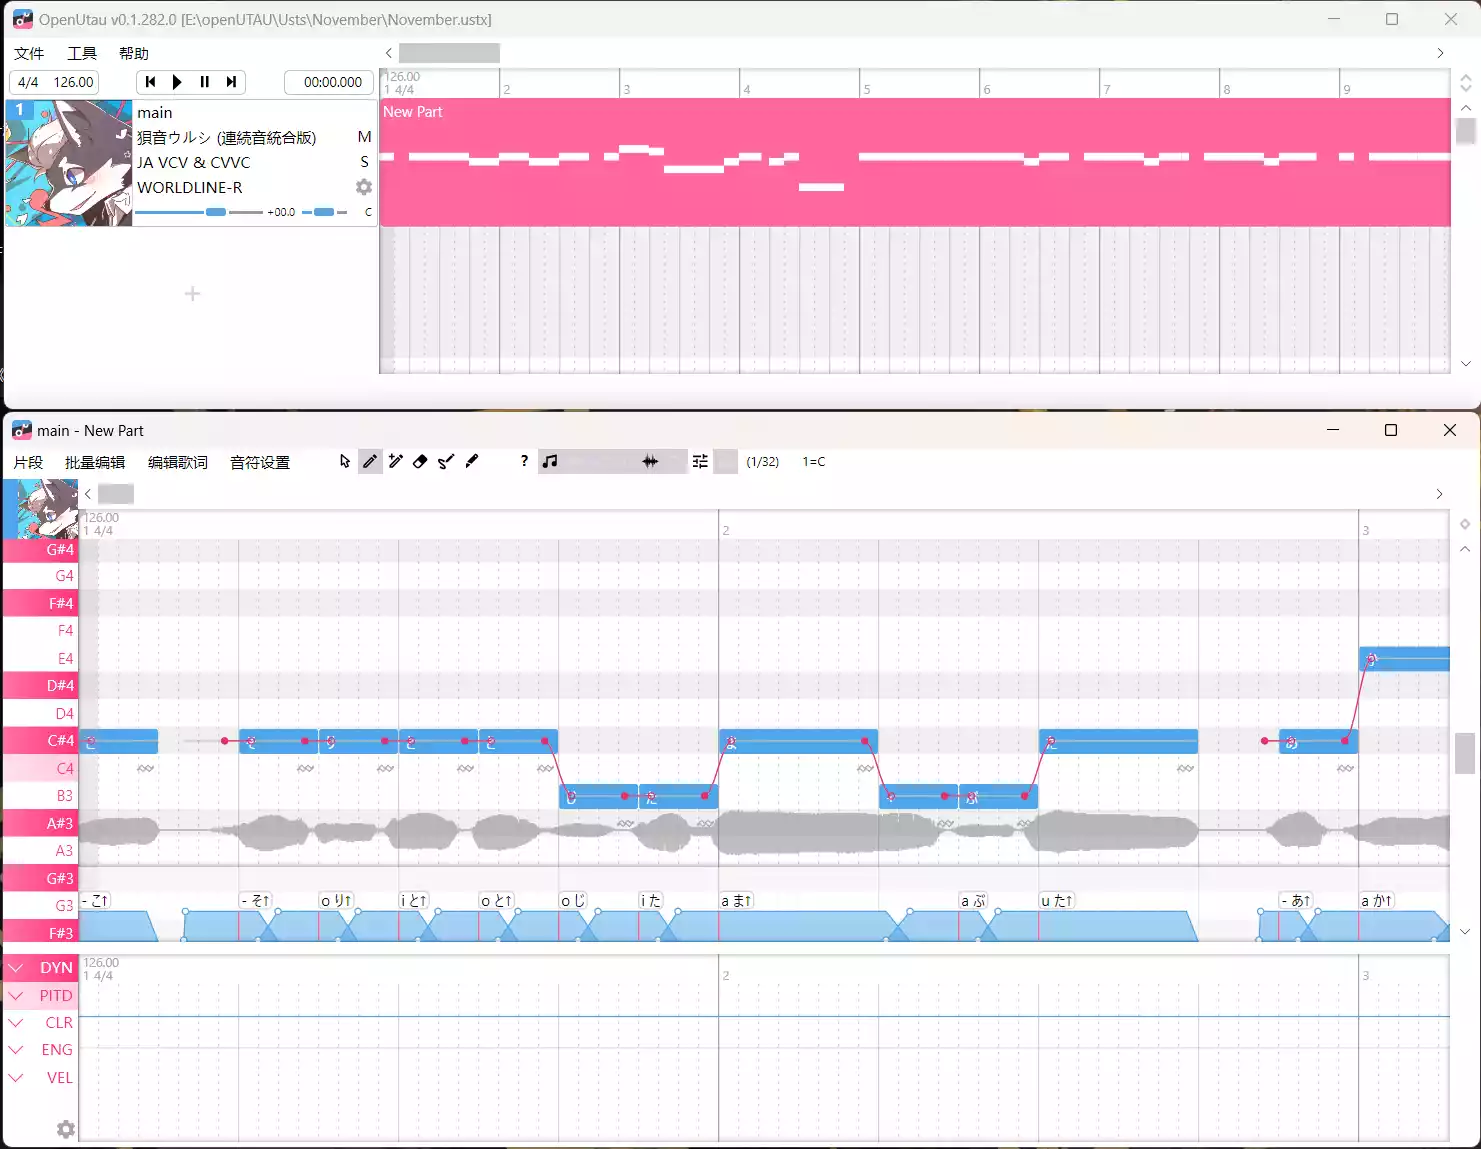 OpenUtau v0.1.282.0 [E:\openUTAU\Usts\November\November.ustx]
文件 工具 帮助
4/4 126.00 00:00.000
126.00
1 4/4 2 3 4 5 6 7 8 9
1
main
狽音ウルシ (連続音統合版) M
JA VCV & CVVC S
WORLDLINE-R
+00.0 C
New Part
main - New Part
片段 批量编辑 编辑歌词 音符设置 ? (1/32) 1=C
126.00
1 4/4 2 3
G#4
G4
F#4
F4
E4
D#4
D4
C#4
C4
B3
A#3
A3
G#3
G3
F#3
- こ↑ - そ↑ o り↑ i と↑ o と↑ o じ i た a ま↑ a ぷ u た↑ - あ↑ a か↑
DYN
PITD
CLR
ENG
VEL
126.00
1 4/4 2 3